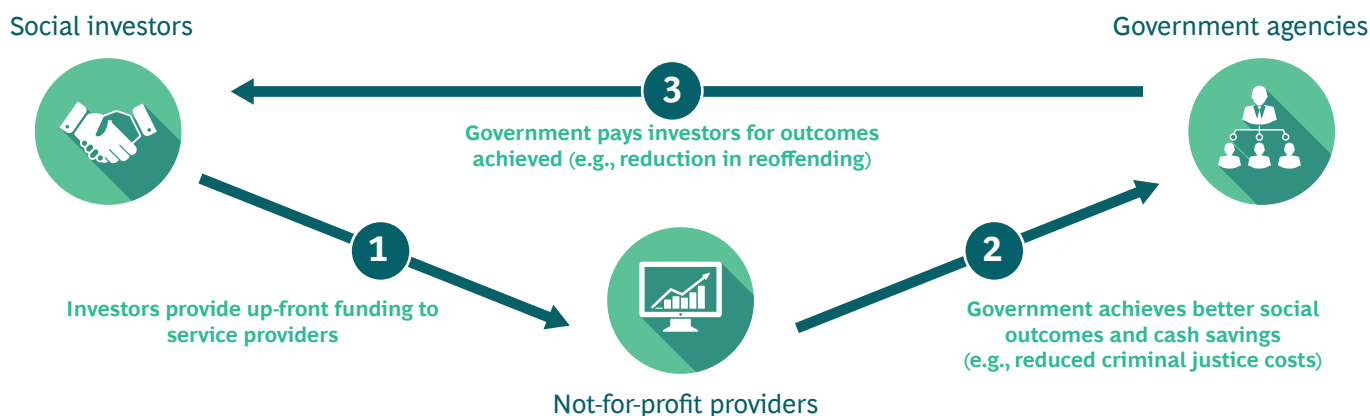 Social investors
Government agencies
3
Government pays investors for outcomes
achieved (e.g., reduction in reoffending)
1
2
Investors provide up-front funding to
service providers
Government achieves better social
outcomes and cash savings
(e.g., reduced criminal justice costs)
Not-for-profit providers